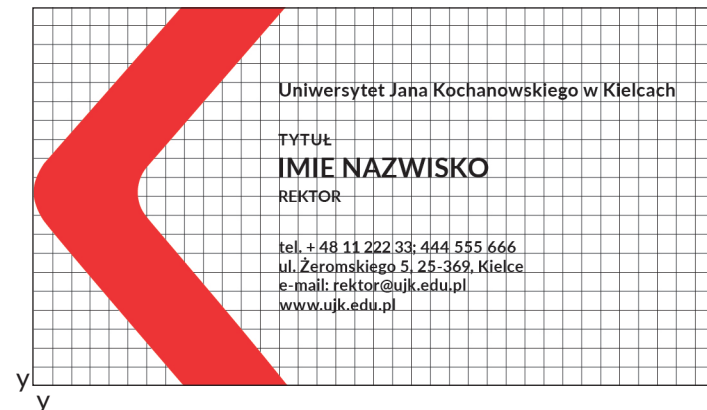 Uniwersytet Jana Kochanowskiego w Kielcach
TYTUŁ
IMIE NAZWISKO
REKTOR
tel. + 48 11 222 33; 444 555 666
ul. Żeromskiego 5, 25-369, Kielce
e-mail: rektor@ujk.edu.pl
www.ujk.edu.pl
y
y